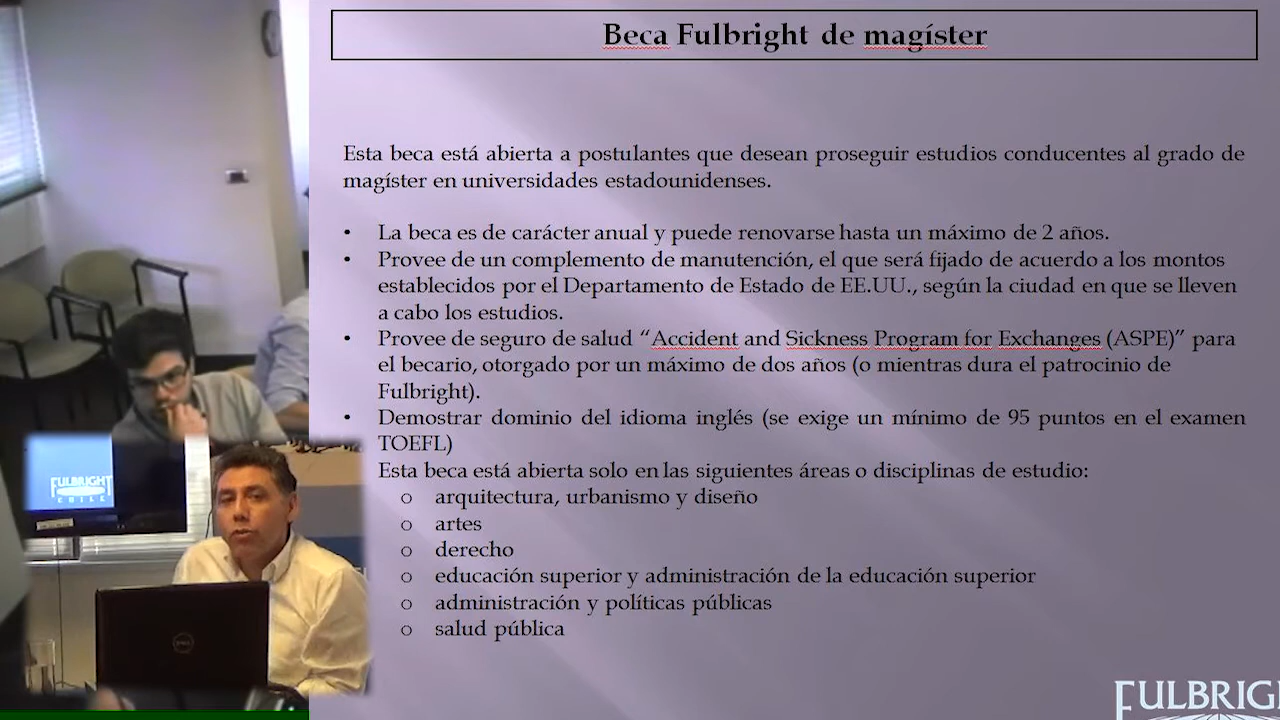 Beca Fulbright de magíster
Esta beca está abierta a postulantes que desean proseguir estudios conducentes al grado de
magíster en universidades estadounidenses.
• La beca es de carácter anual y puede renovarse hasta un máximo de 2 años.
• Provee de un complemento de manutención, el que será fijado de acuerdo a los montos
establecidos por el Departamento de Estado de EE.UU., según la ciudad en que se lleven
a cabo los estudios.
• Provee de seguro de salud “Accident and Sickness Program for Exchanges (ASPE)” para
el becario, otorgado por un máximo de dos años (o mientras dura el patrocinio de
Fulbright).
• Demostrar dominio del idioma inglés (se exige un mínimo de 95 puntos en el examen
TOEFL)
Esta beca está abierta solo en las siguientes áreas o disciplinas de estudio:
o arquitectura, urbanismo y diseño
o artes
o derecho
o educación superior y administración de la educación superior
o administración y políticas públicas
o salud pública
FULBRIGHT
CHILE
DELL
FULBRIG